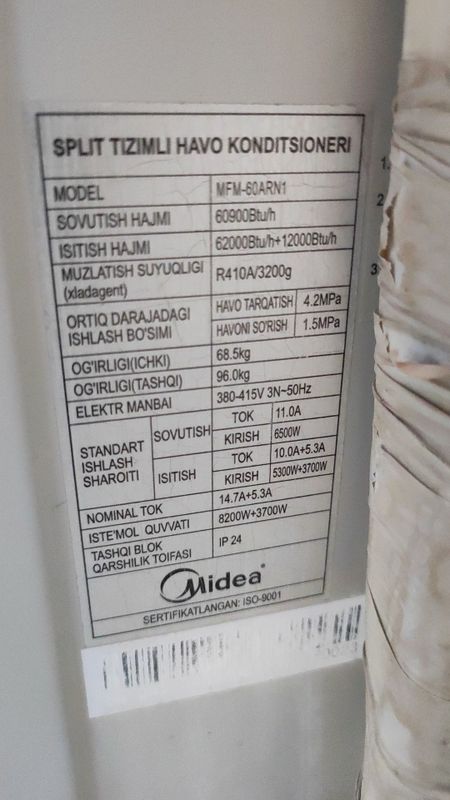 SPLIT TIZIMLI HAVO KONDITSIONERI
MODEL MFM-60ARN1
SOVUTISH HAJMI 60900Btu/h
ISITISH HAJMI 62000Btu/h+12000Btu/h
MUZLATISH SUYUQLIGI (xladagent) R410A/3200g
ORTIQ DARAJADAGI ISHLASH BO'SIMI
HAVO TARQATISH 4.2MPa
HAVONI SO'RISH 1.5MPa
OG'IRLIGI(ICHKI) 68.5kg
OG'IRLIGI(TASHQI) 96.0kg
ELEKTR MANBAI 380-415V 3N~50Hz
STANDART ISHLASH SHAROITI
SOVUTISH TOK 11.0A
KIRISH 6500W
ISITISH TOK 10.0A+5.3A
KIRISH 5300W+3700W
NOMINAL TOK 14.7A+5.3A
ISTE'MOL QUVVATI 8200W+3700W
TASHQI BLOK QARSHILIK TOIFASI IP 24
Midea
SERTIFIKATLANGAN: ISO-9001
1.
2
3